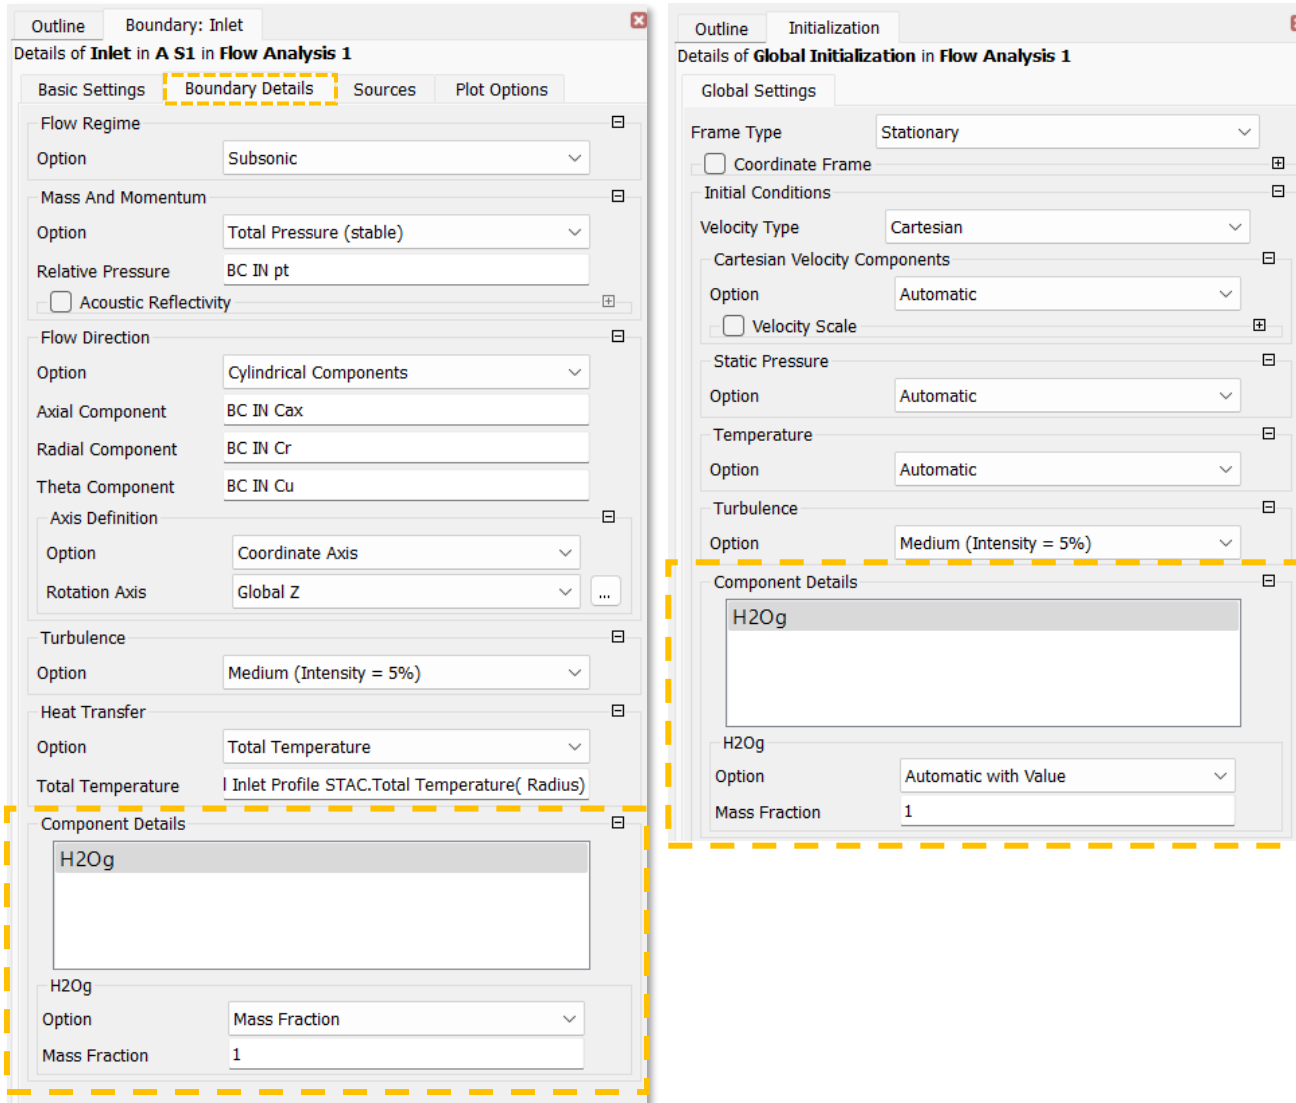 Outline
Boundary: Inlet
Details of Inlet in A S1 in Flow Analysis 1
Basic Settings
Boundary Details
Sources
Plot Options
Flow Regime
Option
Subsonic
Mass And Momentum
Option
Total Pressure (stable)
Relative Pressure
BC IN pt
Acoustic Reflectivity
Flow Direction
Option
Cylindrical Components
Axial Component
BC IN Cax
Radial Component
BC IN Cr
Theta Component
BC IN Cu
Axis Definition
Option
Coordinate Axis
Rotation Axis
Global Z
...
Turbulence
Option
Medium (Intensity = 5%)
Heat Transfer
Option
Total Temperature
Total Temperature
l Inlet Profile STAC.Total Temperature( Radius)
Component Details
H2Og
H2Og
Option
Mass Fraction
Mass Fraction
1
Outline
Initialization
Details of Global Initialization in Flow Analysis 1
Global Settings
Frame Type
Stationary
Coordinate Frame
Initial Conditions
Velocity Type
Cartesian
Cartesian Velocity Components
Option
Automatic
Velocity Scale
Static Pressure
Option
Automatic
Temperature
Option
Automatic
Turbulence
Option
Medium (Intensity = 5%)
Component Details
H2Og
H2Og
Option
Automatic with Value
Mass Fraction
1